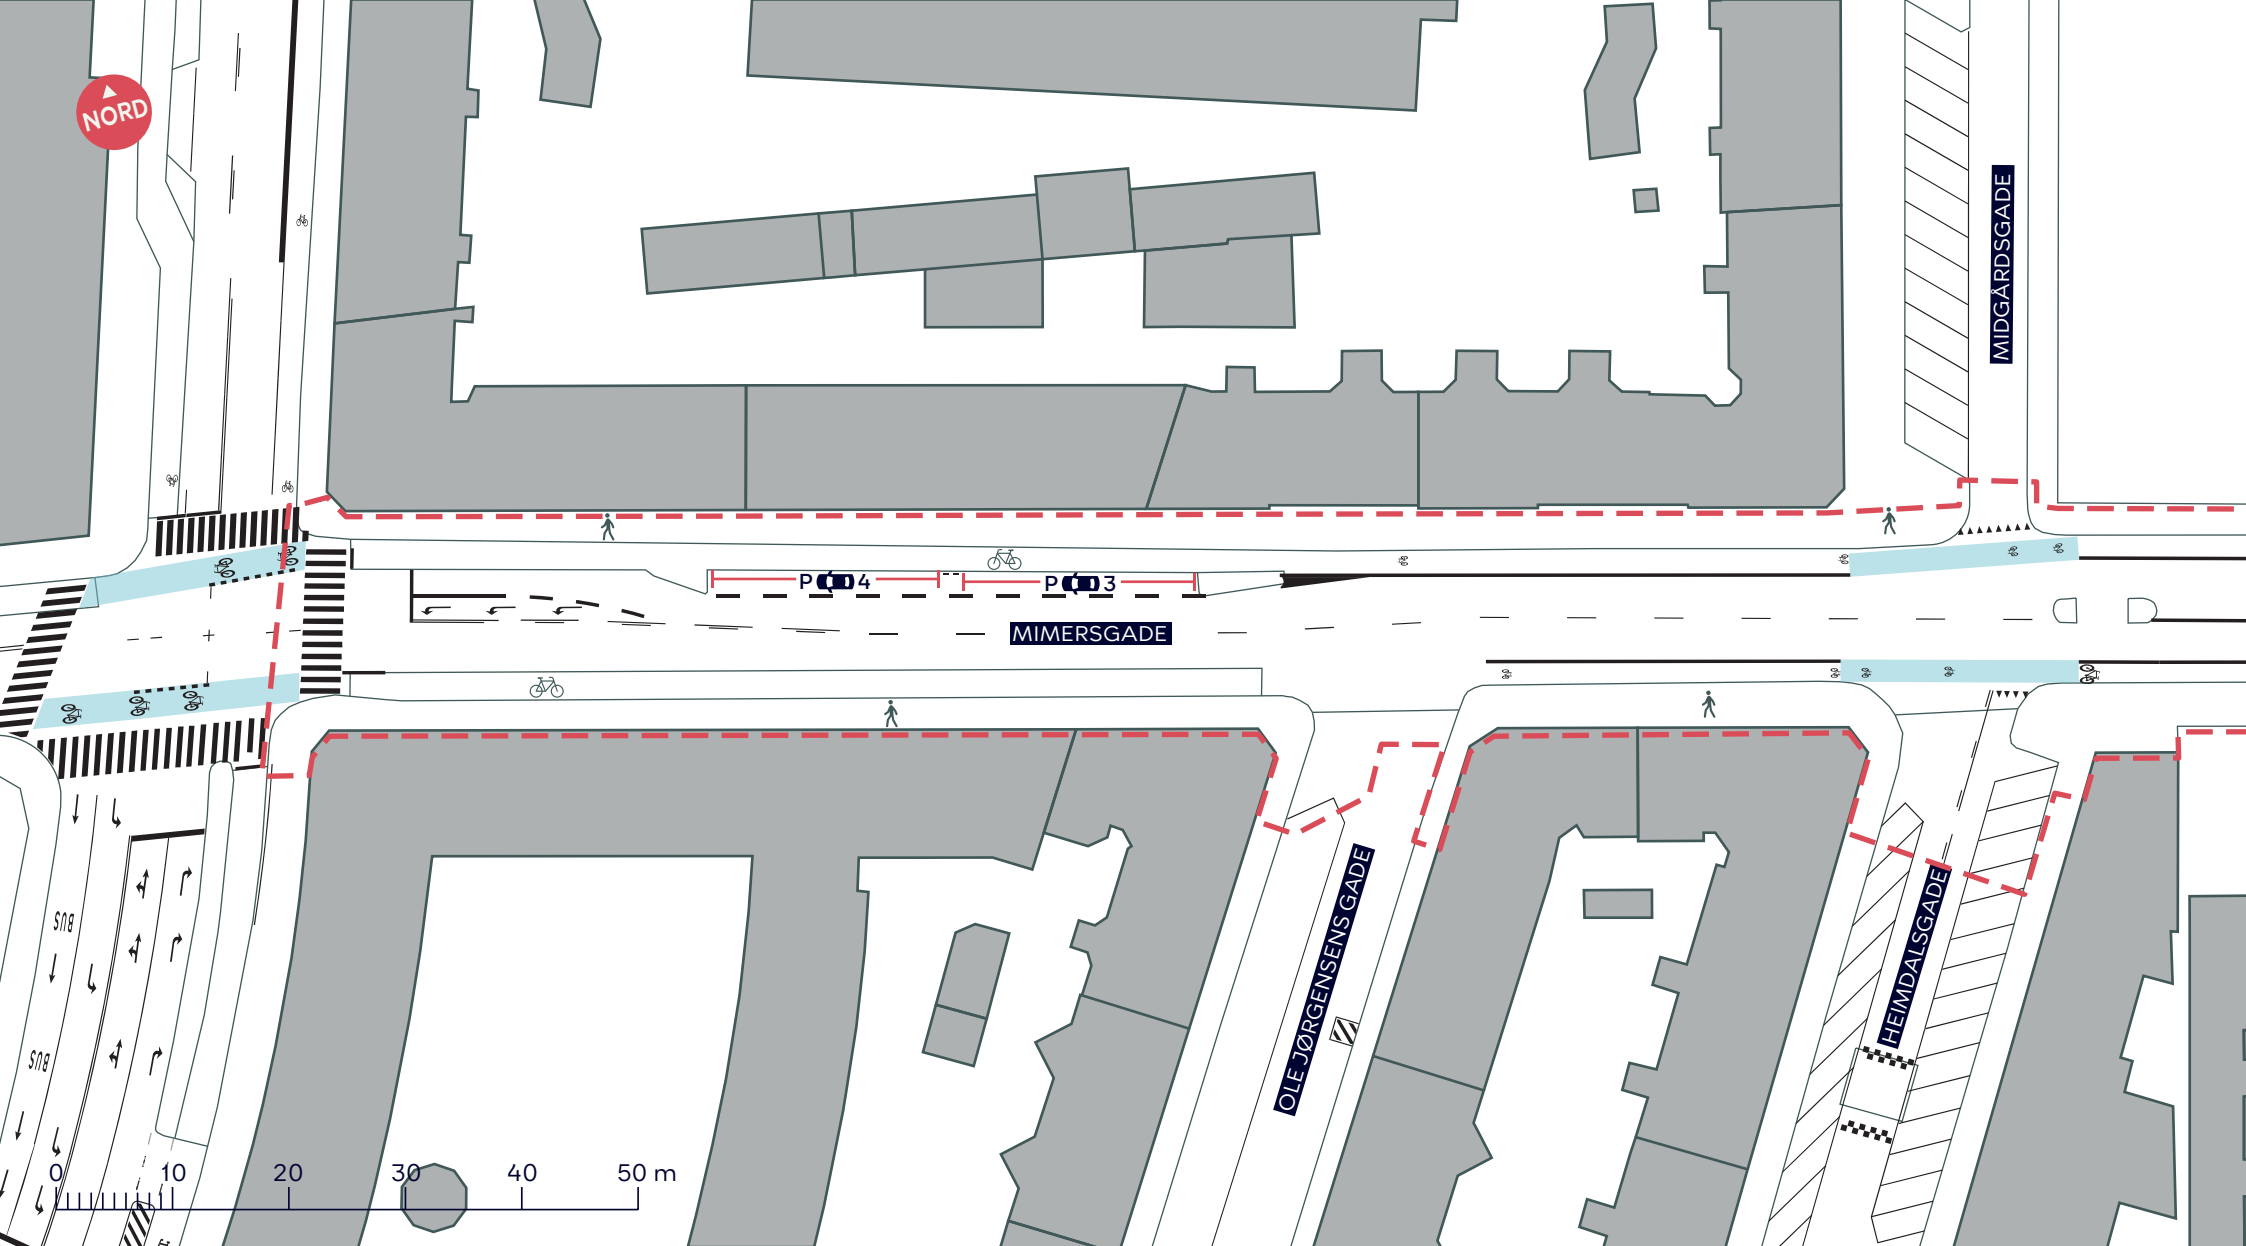 NORD
MIDGÅRDSGADE
P 4
P 3
MIMERSGADE
OLE JØRGENSENS GADE
HEIMDALSGADE
BUS
BUS
0 10 20 30 40 50 m